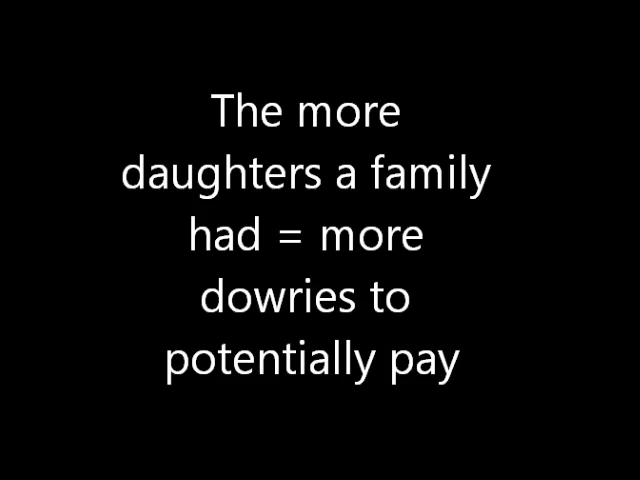 The more
daughters a family
had = more
dowries to
potentially pay